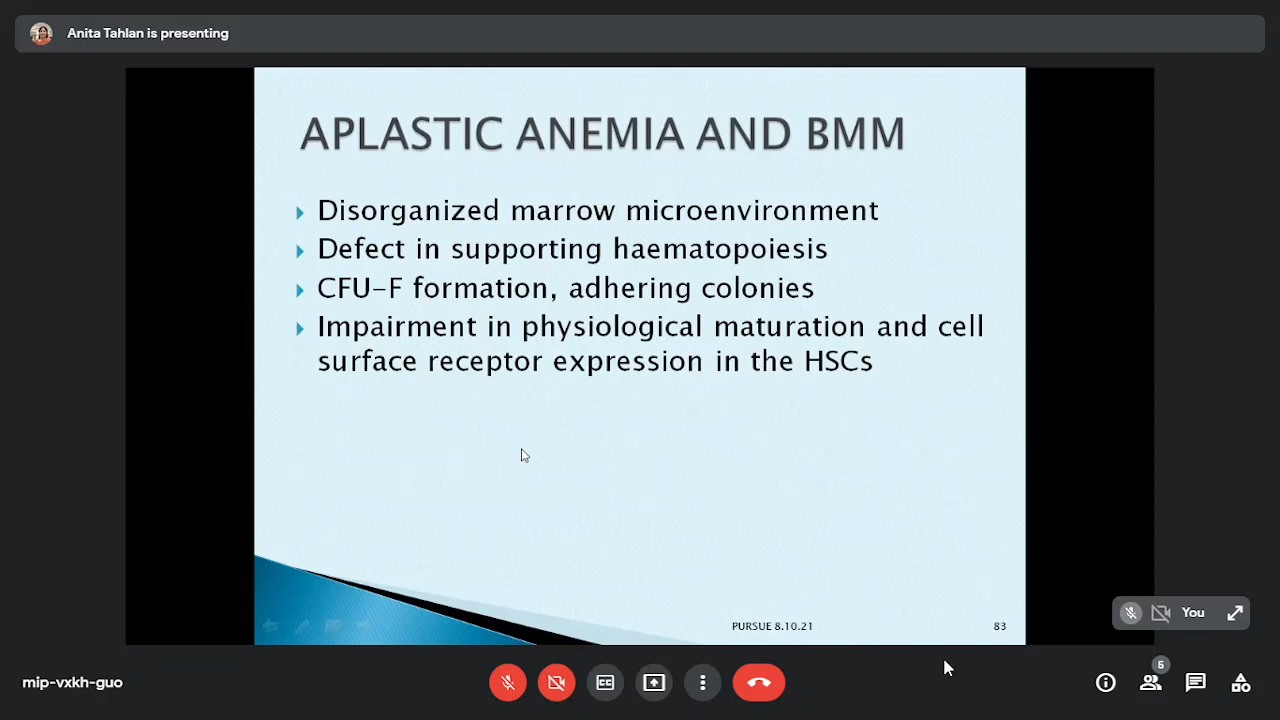 Anita Tahlan is presenting
APLASTIC ANEMIA AND BMM
Disorganized marrow microenvironment
Defect in supporting haematopoiesis
CFU-F formation, adhering colonies
Impairment in physiological maturation and cell
surface receptor expression in the HSCs
PURSUE 8.10.21
83
You
mip-vxkh-guo
CC
5